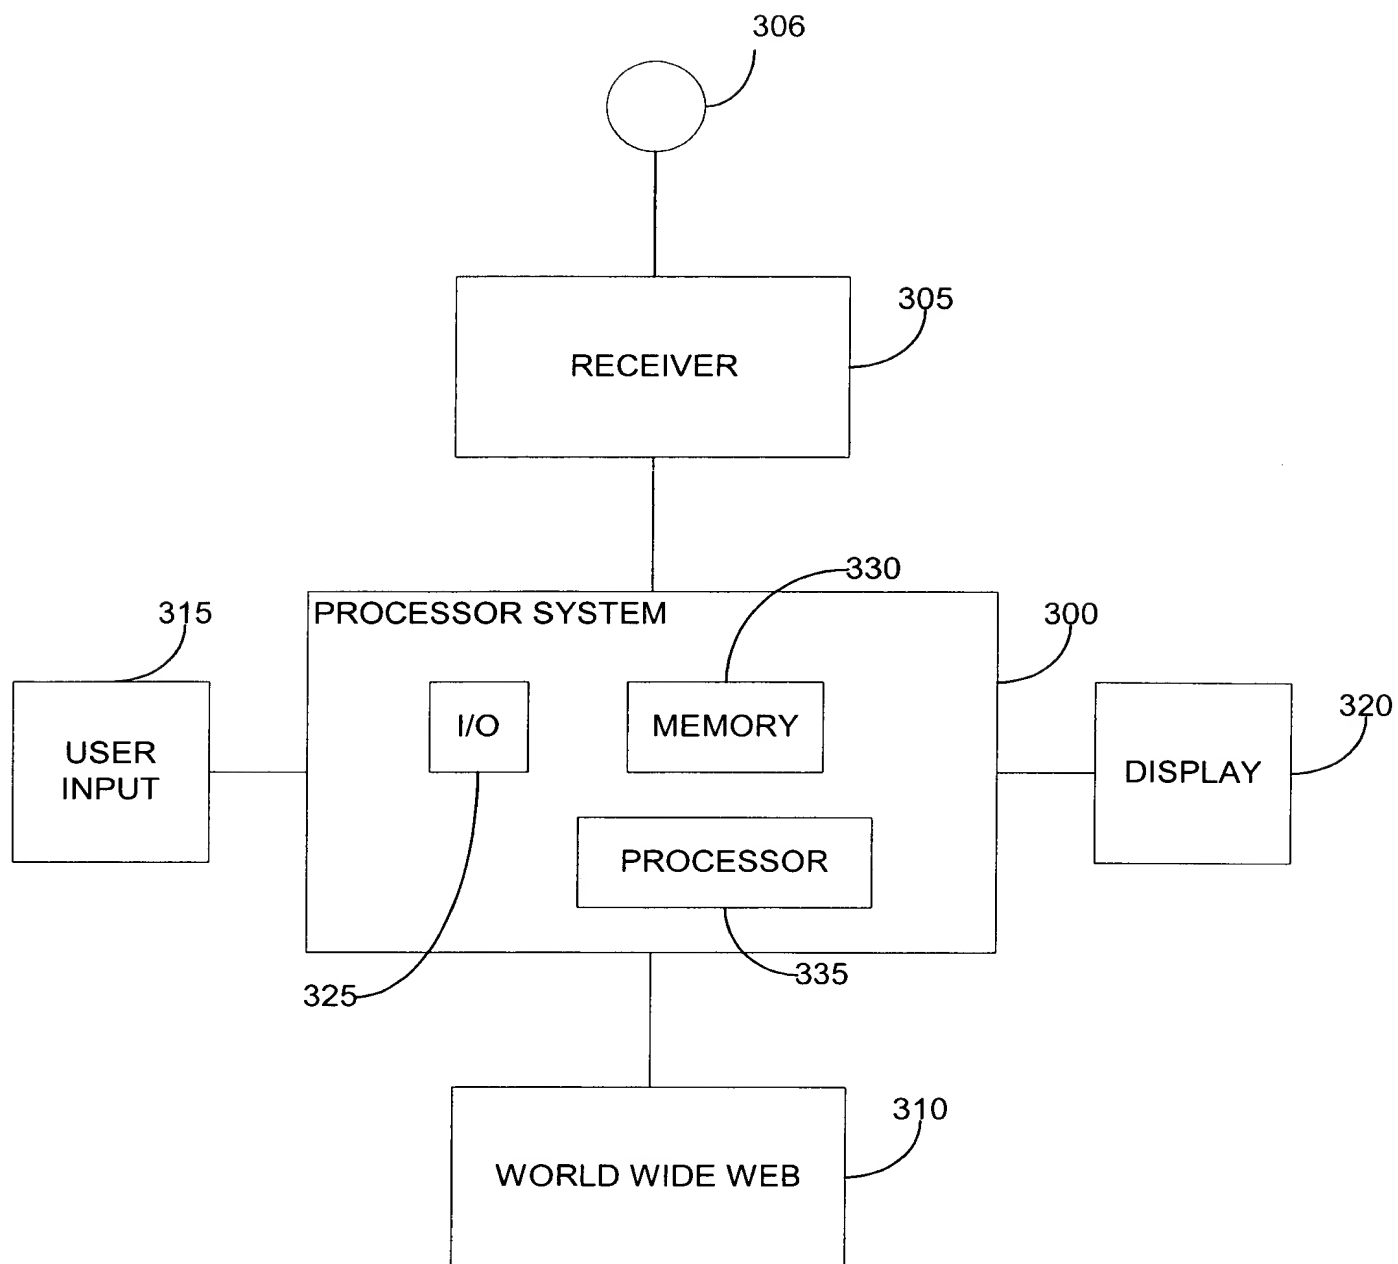 306
305
RECEIVER
330
315
PROCESSOR SYSTEM
300
320
I/O
MEMORY
USER
INPUT
DISPLAY
PROCESSOR
335
325
310
WORLD WIDE WEB